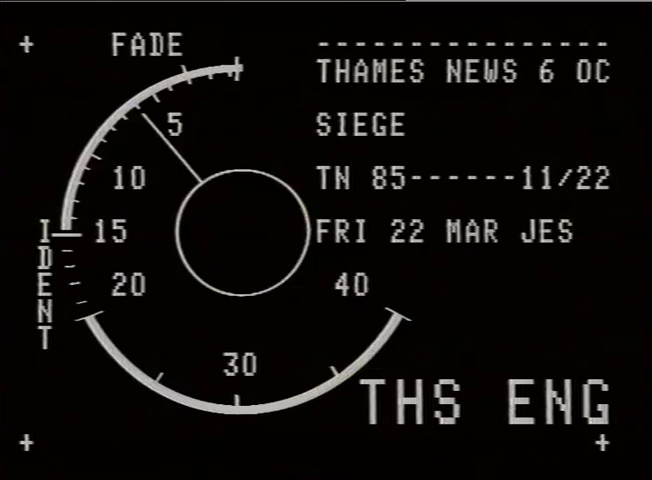 FADE
----------------
THAMES NEWS 6 OC
5
SIEGE
10
TN 85------11/22
IDENT
15
FRI 22 MAR JES
20
40
30
THS ENG